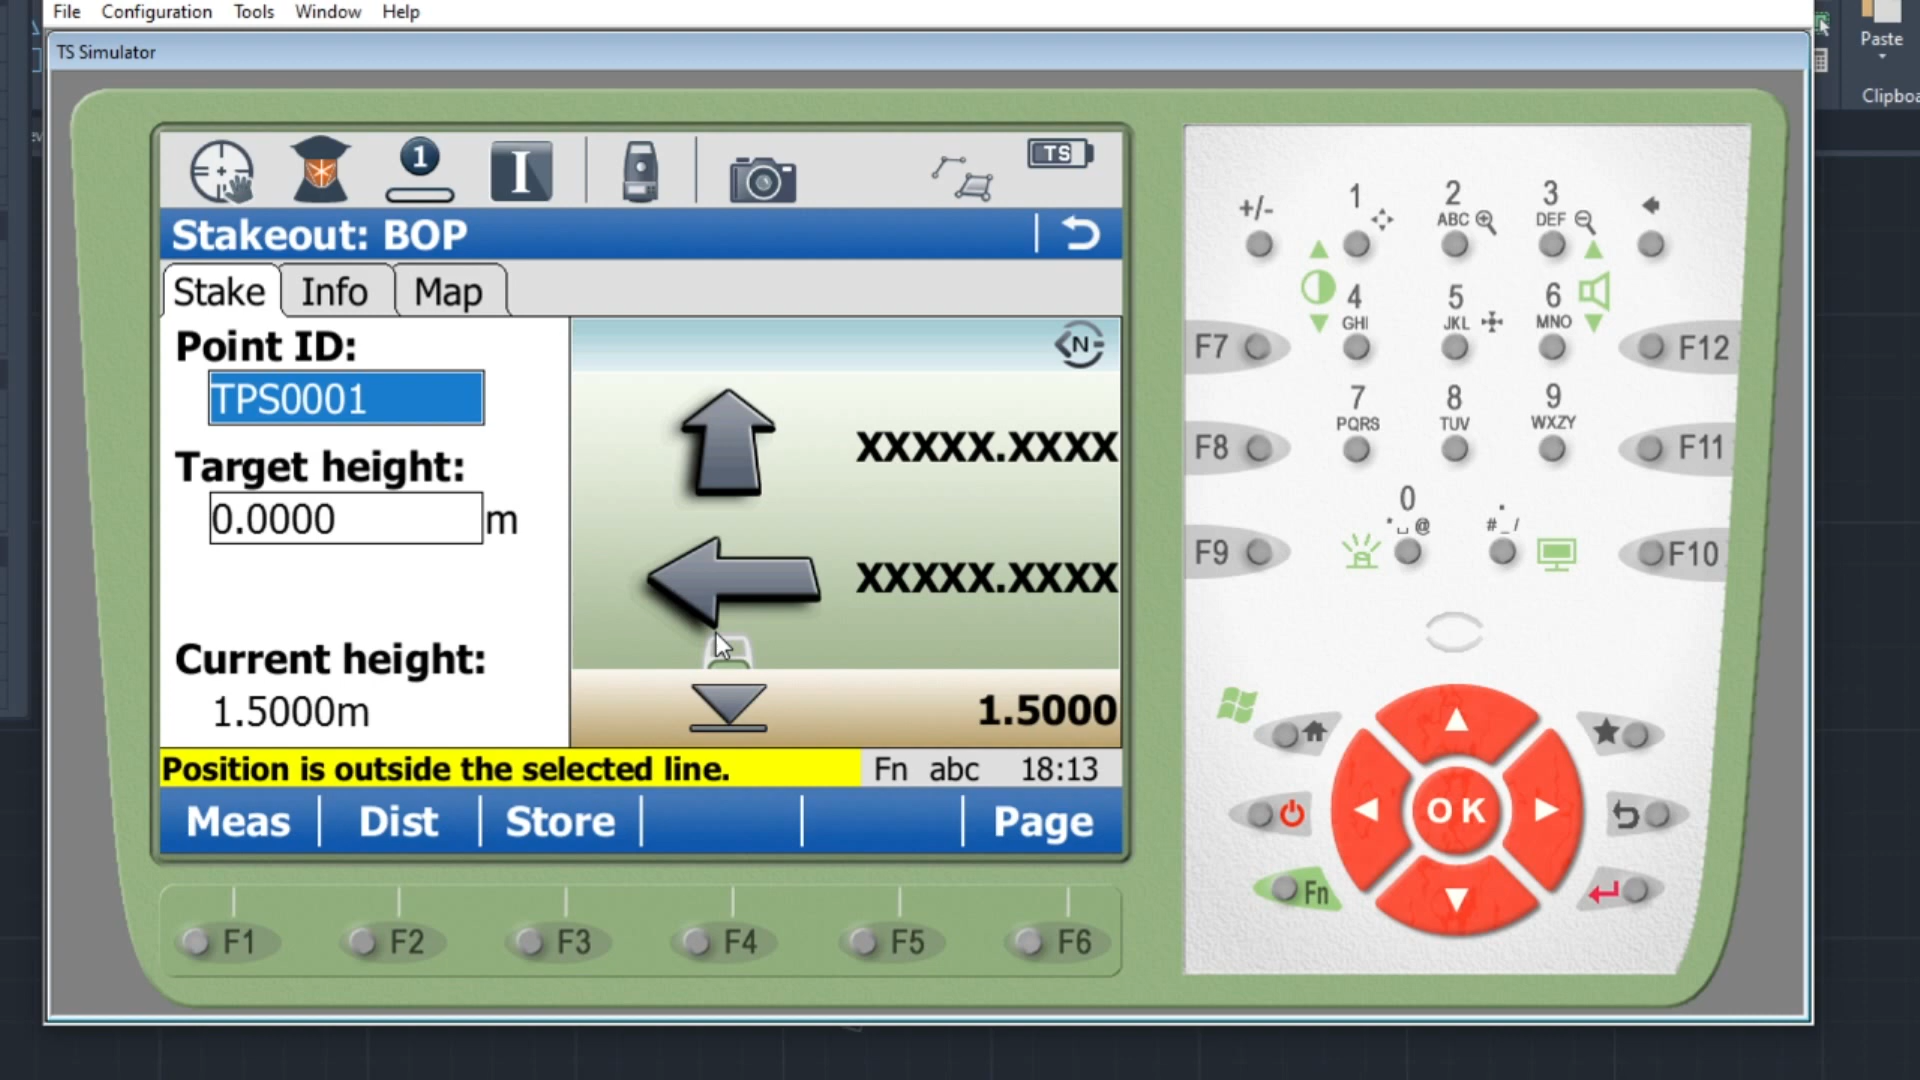 File Configuration Tools Window Help
Paste
TS Simulator
Clipboa
1
I
TS
Stakeout: BOP
Stake Info Map
Point ID:
TPS0001
N
XXXXX.XXXX
Target height:
0.0000 m
XXXXX.XXXX
Current height:
1.5000m
1.5000
Position is outside the selected line. Fn abc 18:13
Meas Dist Store Page
F1 F2 F3 F4 F5 F6
+/- 1 2 3
ABC DEF
4 5 6
GHI JKL MNO
F7 F12
7 8 9
PQRS TUV WXZY
F8 F11
0 .
* ␣ @ # _ /
F9 F10
OK
Fn